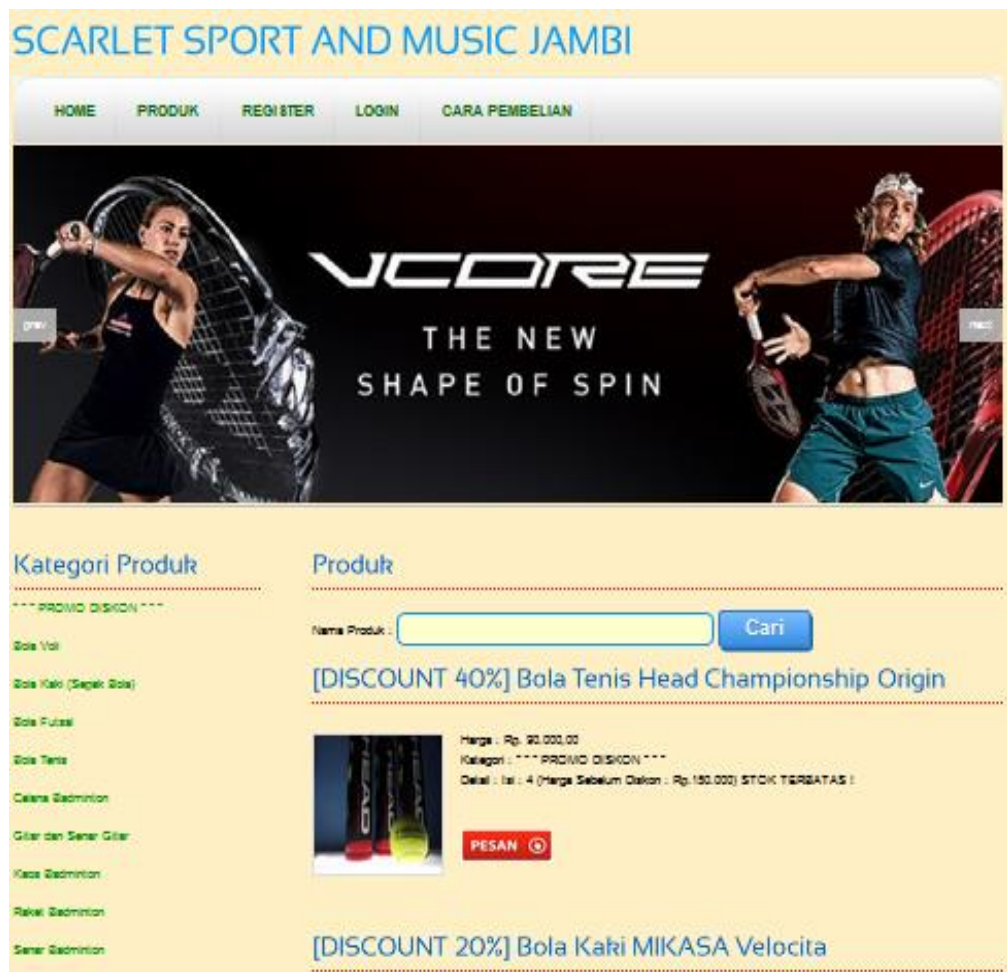 SCARLET SPORT AND MUSIC JAMBI
HOME PRODUK REGISTER LOGIN CARA PEMBELIAN
VCORE
THE NEW
SHAPE OF SPIN
prev
next
Kategori Produk
*** PROMO DISKON ***
Bola Voli
Bola Kaki (Sepak Bola)
Bola Futsal
Bola Tenis
Celana Badminton
Gitar dan Senar Gitar
Kaos Badminton
Raket Badminton
Senar Badminton
Produk
Nama Produk : Cari
[DISCOUNT 40%] Bola Tenis Head Championship Origin
Harga : Rp. 90.000,00
Kategori : *** PROMO DISKON ***
Detail : Isi : 4 (Harga Sebelum Diskon : Rp.150.000) STOK TERBATAS !
HEAD
PESAN
[DISCOUNT 20%] Bola Kaki MIKASA Velocita